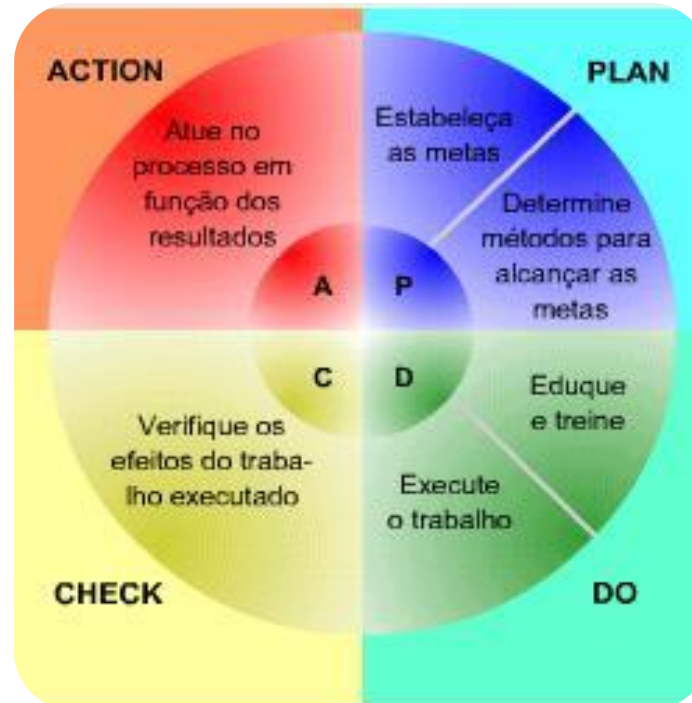 ACTION
PLAN
Atue no
processo em
função dos
resultados
Estabeleça
as metas
Determine
métodos para
alcançar as
metas
A
P
C
D
Verifique os
efeitos do traba-
lho executado
Execute
o trabalho
Eduque
e treine
CHECK
DO